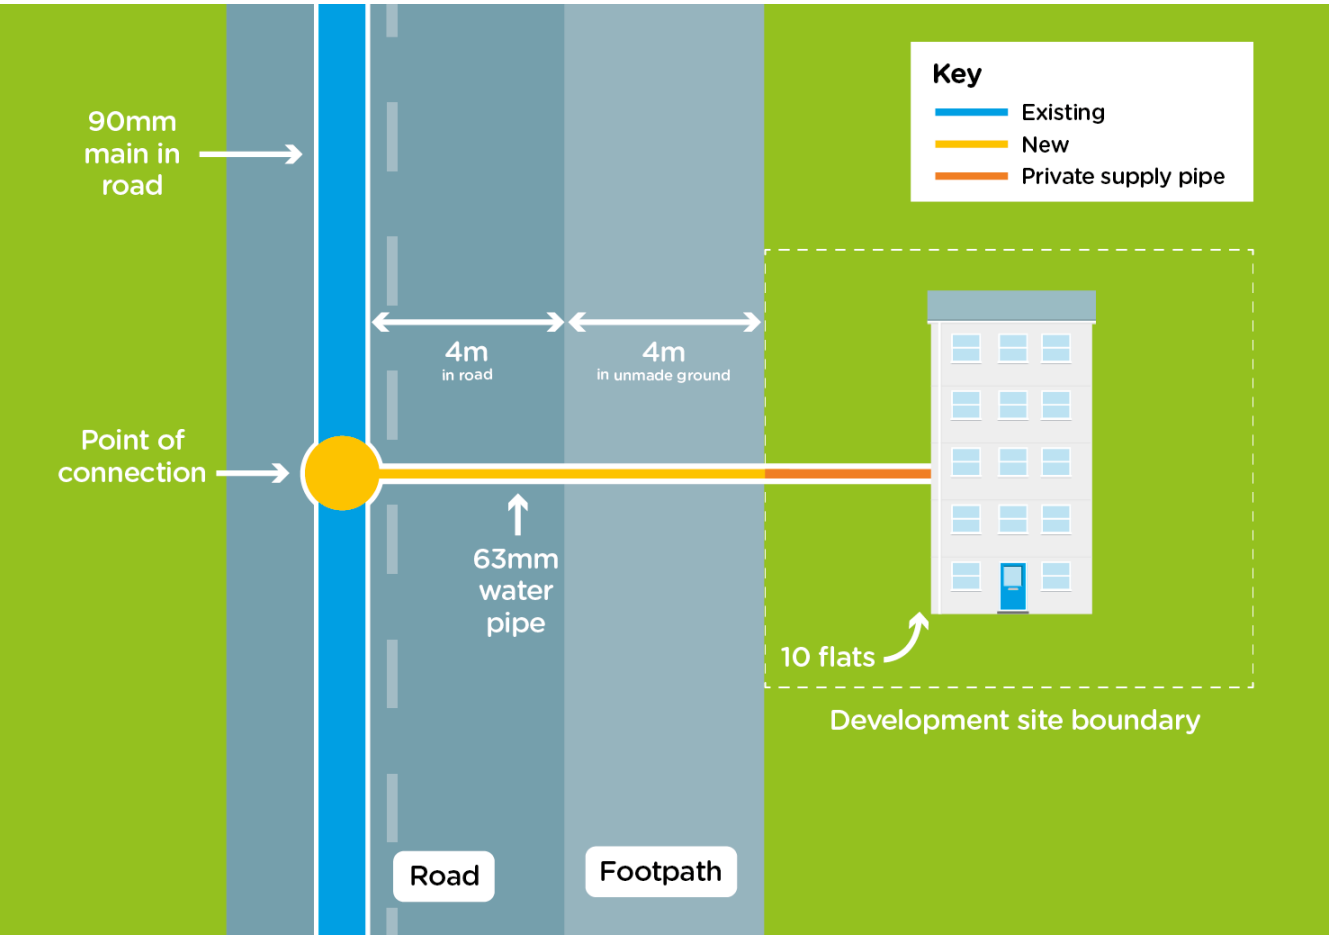 Key
Existing
New
Private supply pipe
90mm
main in
road
4m
in road
4m
in unmade ground
Point of
connection
63mm
water
pipe
10 flats
Development site boundary
Road
Footpath